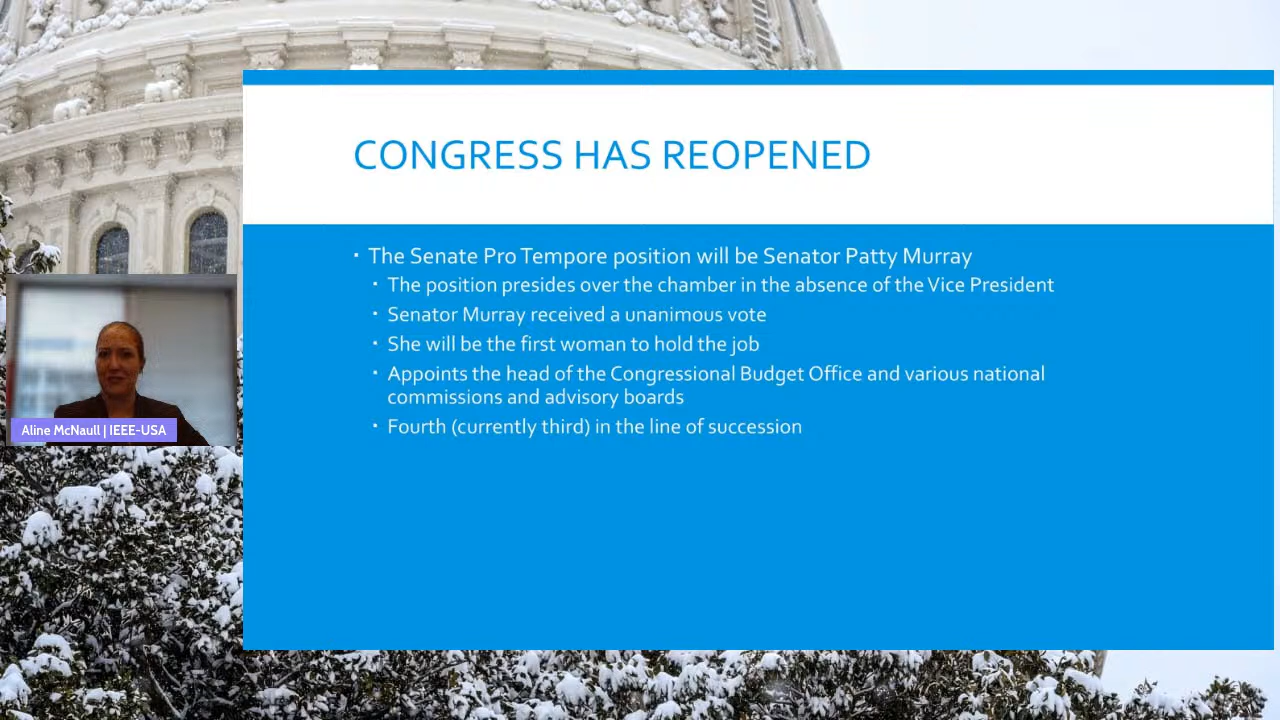 CONGRESS HAS REOPENED
▪ The Senate Pro Tempore position will be Senator Patty Murray
▪ The position presides over the chamber in the absence of the Vice President
▪ Senator Murray received a unanimous vote
▪ She will be the first woman to hold the job
▪ Appoints the head of the Congressional Budget Office and various national
commissions and advisory boards
▪ Fourth (currently third) in the line of succession
Aline McNaull | IEEE-USA